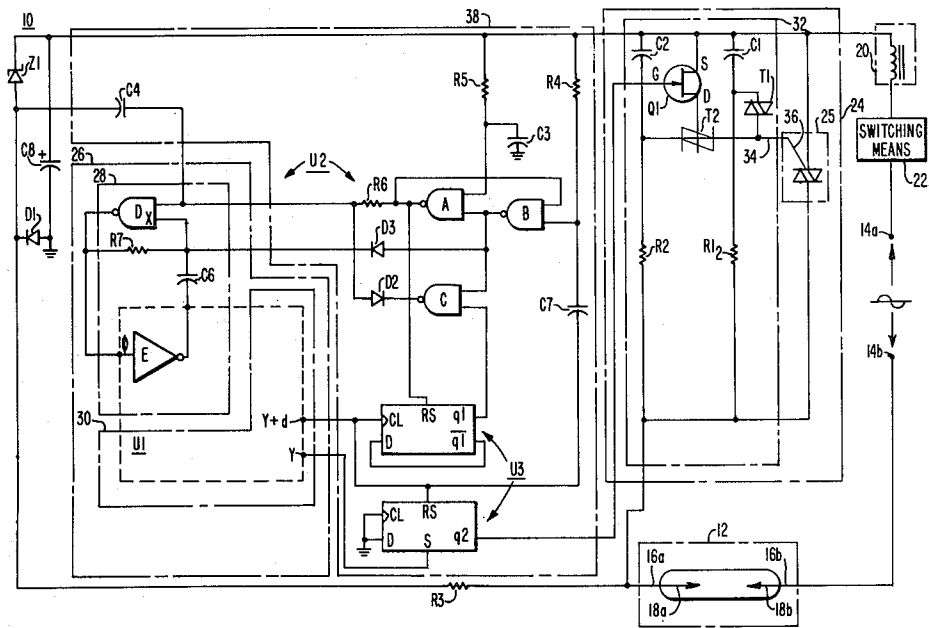 10
38
32
20
Z1
C4
R5
R4
C2
S
G
D
Q1
C1
T1
T2
24
36
25
34
SWITCHING MEANS
22
C8 +
26
28
C3
U2
R6
A
B
D X
D1
R7
D3
14a
R2
R1
2
C6
D2
C
C7
E
14b
30
Y+d
CL RS q1
D q1
U1
Y
U3
RS
CL
D S q2
12
16a
16b
R3
18a
18b